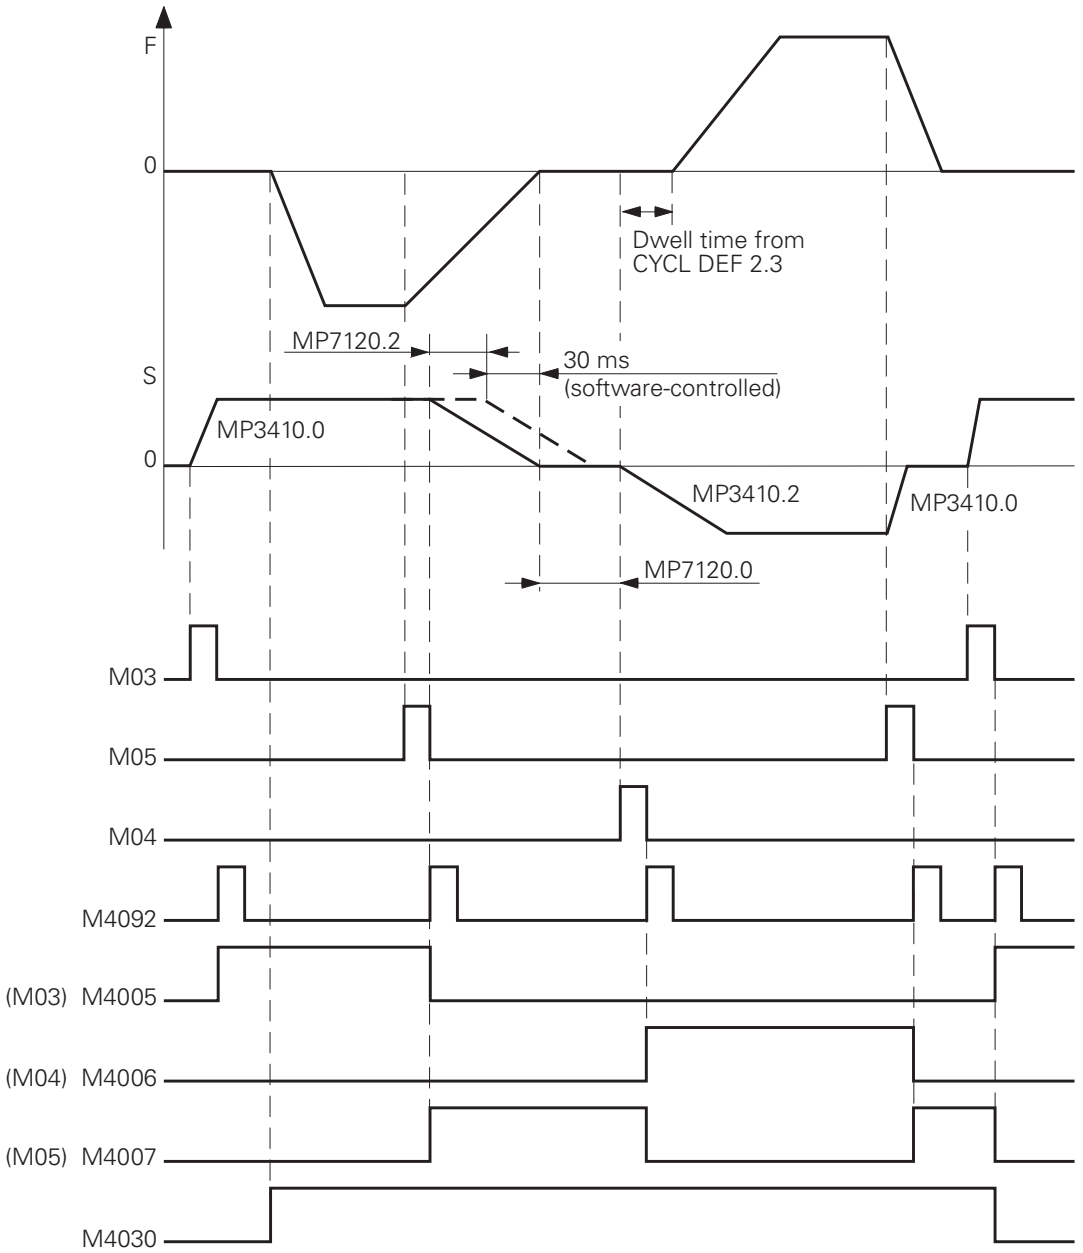 F
0
Dwell time from
CYCL DEF 2.3
MP7120.2
30 ms
(software-controlled)
S
MP3410.0
0
MP3410.2
MP3410.0
MP7120.0
M03
M05
M04
M4092
(M03) M4005
(M04) M4006
(M05) M4007
M4030